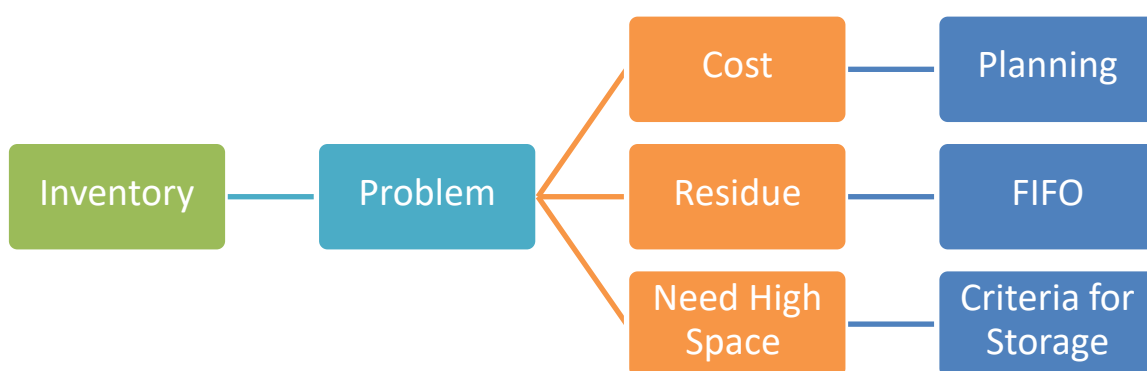 Cost
Planning
Inventory
Problem
Residue
FIFO
Need High
Space
Criteria for
Storage